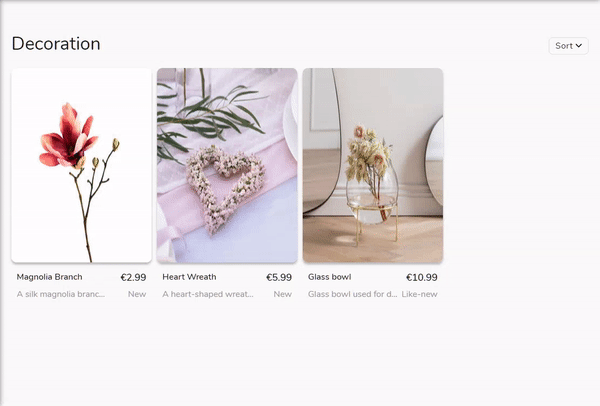 Decoration
Sort
Magnolia Branch €2.99
A silk magnolia branc... New
Heart Wreath €5.99
A heart-shaped wreat... New
Glass bowl €10.99
Glass bowl used for d... Like-new